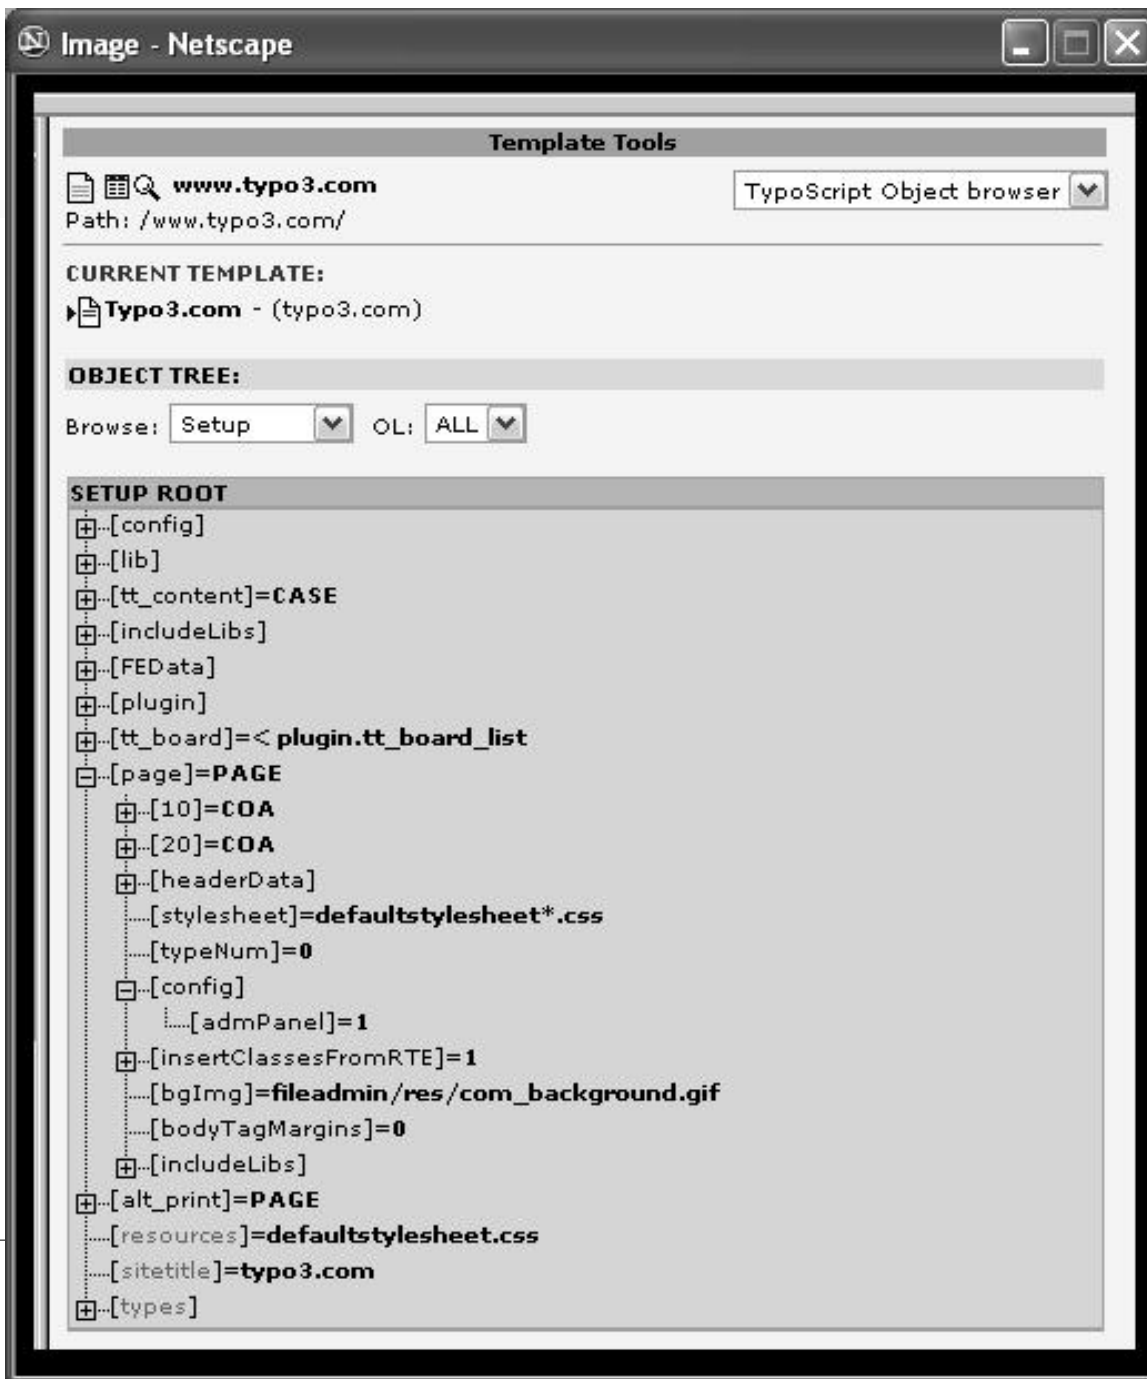 Image - Netscape
Template Tools
www.typo3.com
TypoScript Object browser
Path: /www.typo3.com/
CURRENT TEMPLATE:
Typo3.com - (typo3.com)
OBJECT TREE:
Browse: Setup OL: ALL
SETUP ROOT
[config]
[lib]
[tt_content]=CASE
[includeLibs]
[FEData]
[plugin]
[tt_board]=< plugin.tt_board_list
[page]=PAGE
[10]=COA
[20]=COA
[headerData]
[stylesheet]=defaultstylesheet*.css
[typeNum]=0
[config]
[admPanel]=1
[insertClassesFromRTE]=1
[bgImg]=fileadmin/res/com_background.gif
[bodyTagMargins]=0
[includeLibs]
[alt_print]=PAGE
[resources]=defaultstylesheet.css
[sitetitle]=typo3.com
[types]